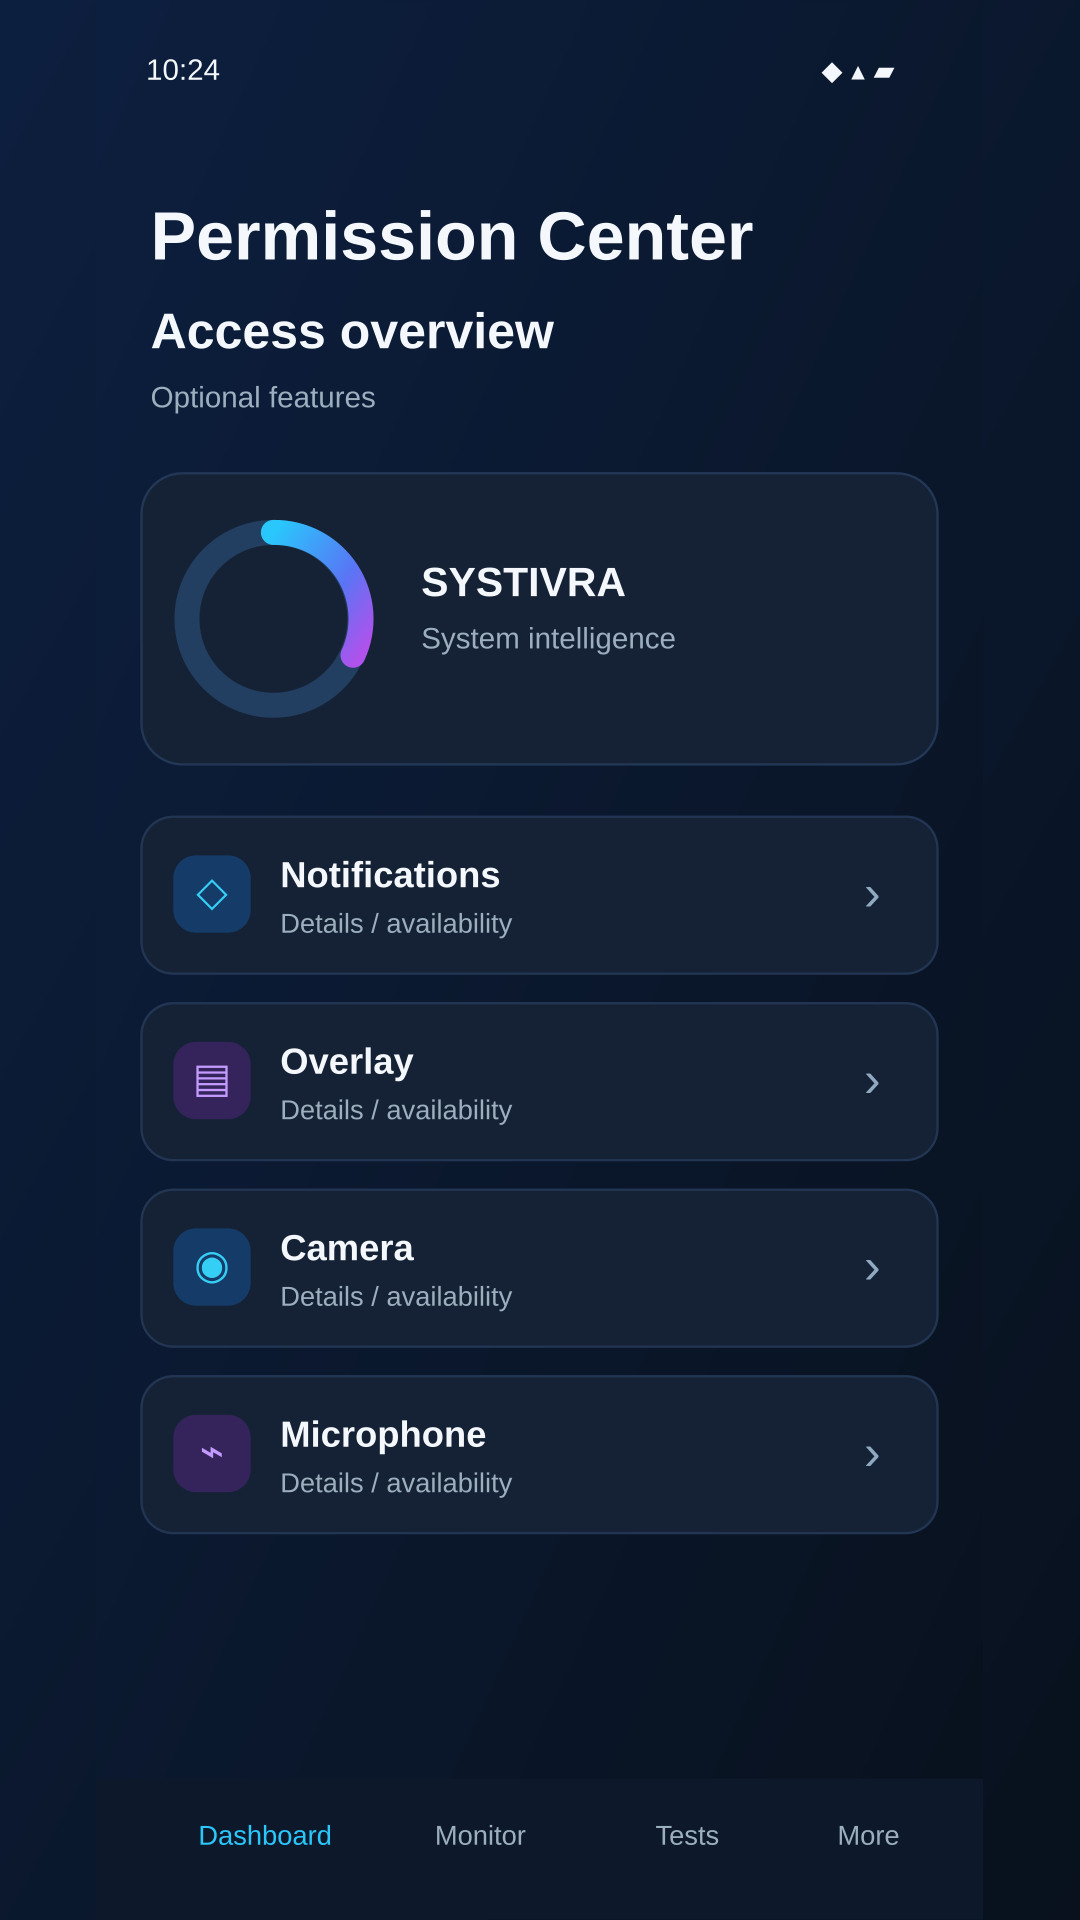 10:24
Permission Center
Access overview
Optional features
SYSTIVRA
System intelligence
Notifications
Details / availability
Overlay
Details / availability
Camera
Details / availability
Microphone
Details / availability
Dashboard Monitor Tests More